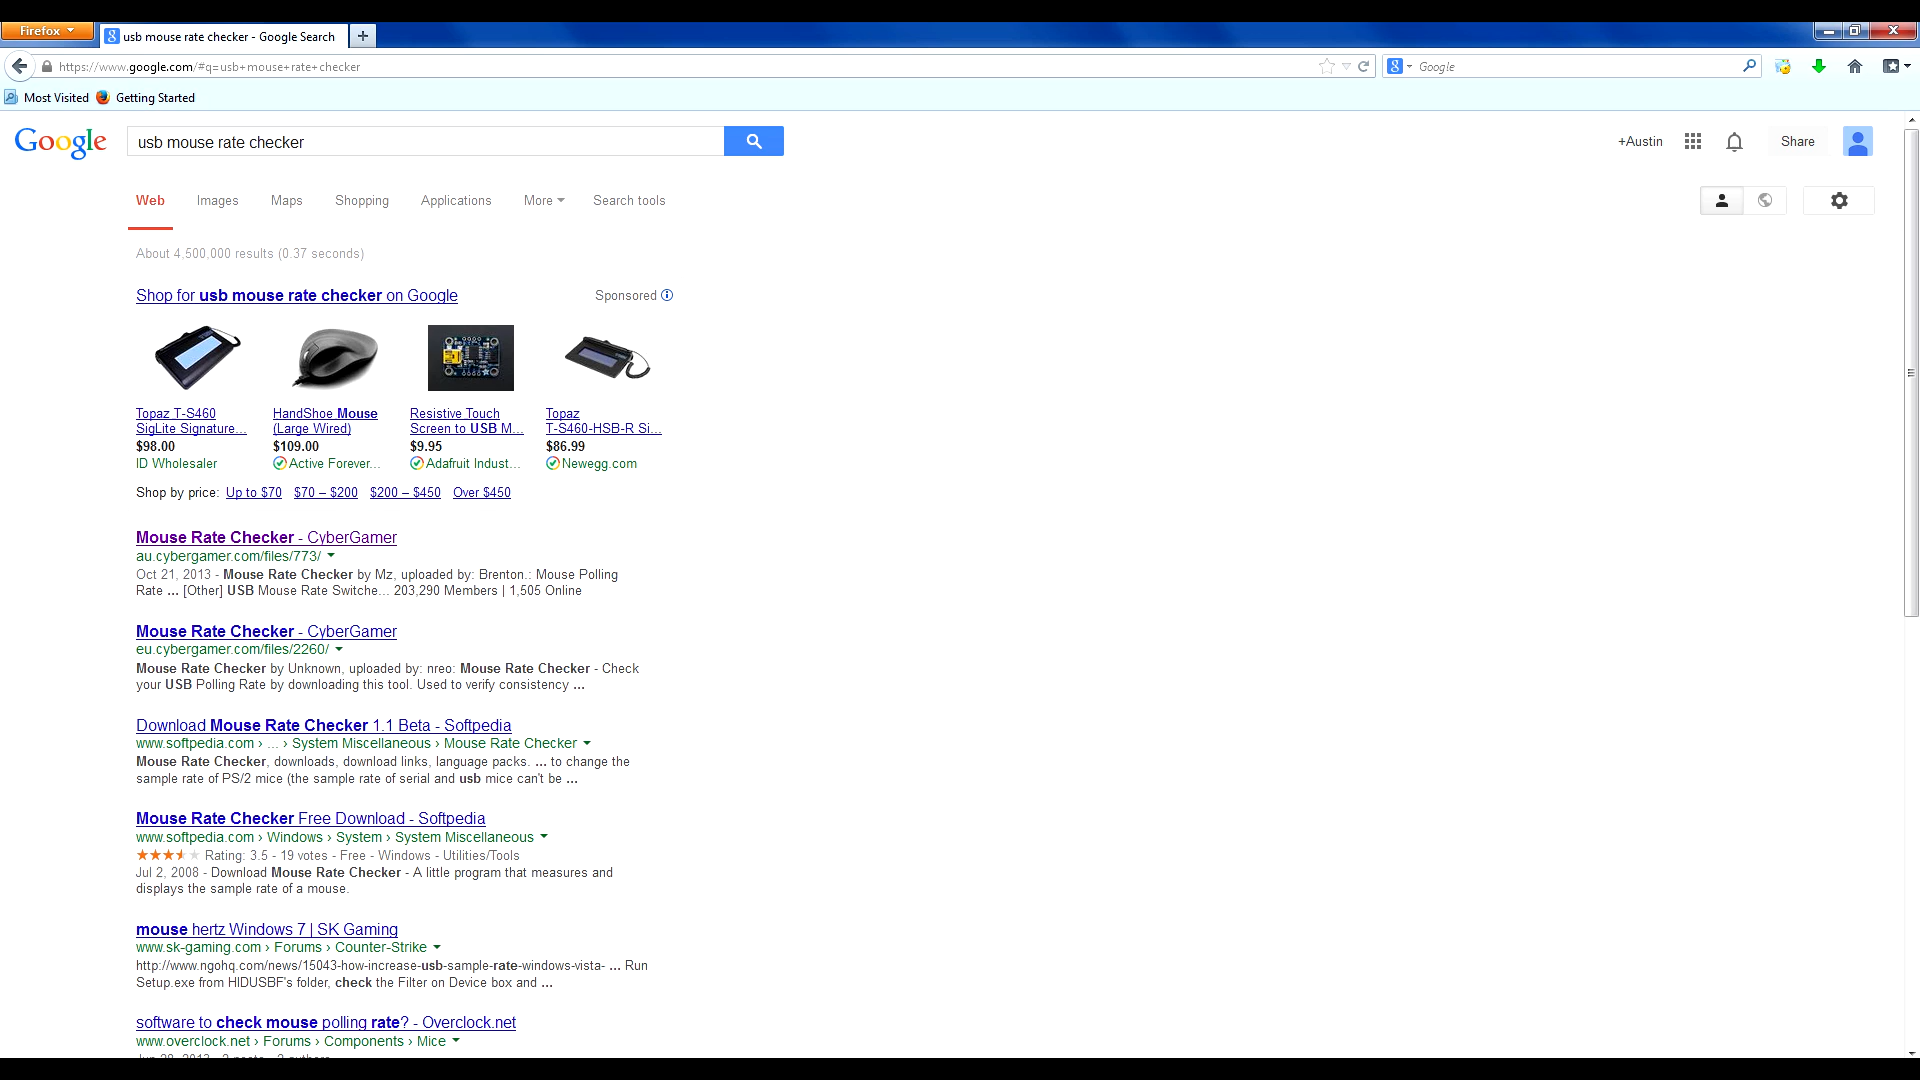 Firefox
usb mouse rate checker - Google Search
https://www.google.com/#q=usb+mouse+rate+checker
Google
Most Visited
Getting Started
Google
usb mouse rate checker
+Austin
Share
Web
Images
Maps
Shopping
Applications
More
Search tools
About 4,500,000 results (0.37 seconds)
Shop for usb mouse rate checker on Google
Sponsored
Topaz T-S460
SigLite Signature...
$98.00
ID Wholesaler
HandShoe Mouse
(Large Wired)
$109.00
Active Forever...
Resistive Touch
Screen to USB M...
$9.95
Adafruit Indust...
Topaz
T-S460-HSB-R Si...
$86.99
Newegg.com
Shop by price: Up to $70 $70 – $200 $200 – $450 Over $450
Mouse Rate Checker - CyberGamer
au.cybergamer.com/files/773/
Oct 21, 2013 - Mouse Rate Checker by Mz, uploaded by: Brenton.: Mouse Polling
Rate ... [Other] USB Mouse Rate Switche... 203,290 Members | 1,505 Online
Mouse Rate Checker - CyberGamer
eu.cybergamer.com/files/2260/
Mouse Rate Checker by Unknown, uploaded by: nreo: Mouse Rate Checker - Check
your USB Polling Rate by downloading this tool. Used to verify consistency ...
Download Mouse Rate Checker 1.1 Beta - Softpedia
www.softpedia.com › ... › System Miscellaneous › Mouse Rate Checker
Mouse Rate Checker, downloads, download links, language packs. ... to change the
sample rate of PS/2 mice (the sample rate of serial and usb mice can't be ...
Mouse Rate Checker Free Download - Softpedia
www.softpedia.com › Windows › System › System Miscellaneous
Rating: 3.5 - 19 votes - Free - Windows - Utilities/Tools
Jul 2, 2008 - Download Mouse Rate Checker - A little program that measures and
displays the sample rate of a mouse.
mouse hertz Windows 7 | SK Gaming
www.sk-gaming.com › Forums › Counter-Strike
http://www.ngohq.com/news/15043-how-increase-usb-sample-rate-windows-vista- ... Run
Setup.exe from HIDUSBF's folder, check the Filter on Device box and ...
software to check mouse polling rate? - Overclock.net
www.overclock.net › Forums › Components › Mice